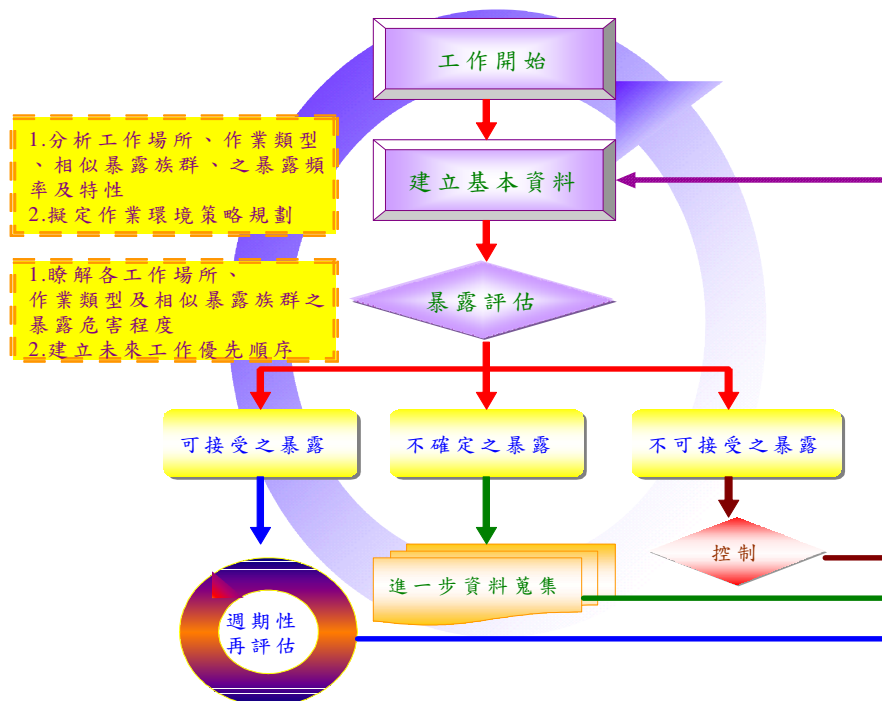 工作開始
1.分析工作場所、作業類型
、相似暴露族群、之暴露頻
率及特性
2.擬定作業環境策略規劃
建立基本資料
1.瞭解各工作場所、
作業類型及相似暴露族群之
暴露危害程度
2.建立未來工作優先順序
暴露評估
可接受之暴露
不確定之暴露
不可接受之暴露
控制
進一步資料蒐集
週期性
再評估